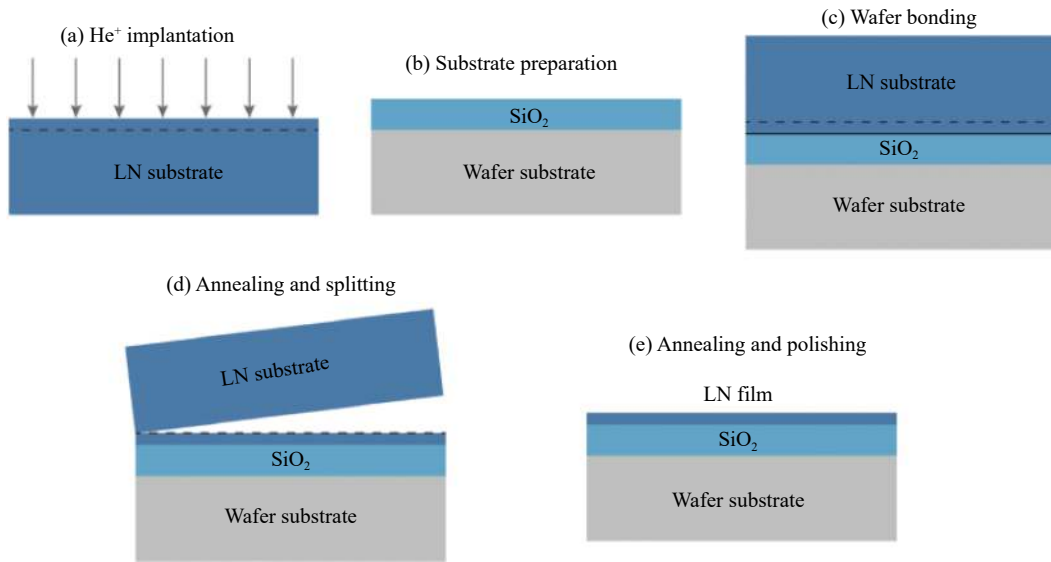 (a) He⁺ implantation
LN substrate
(b) Substrate preparation
SiO₂
Wafer substrate
(c) Wafer bonding
LN substrate
SiO₂
Wafer substrate
(d) Annealing and splitting
LN substrate
SiO₂
Wafer substrate
(e) Annealing and polishing
LN film
SiO₂
Wafer substrate